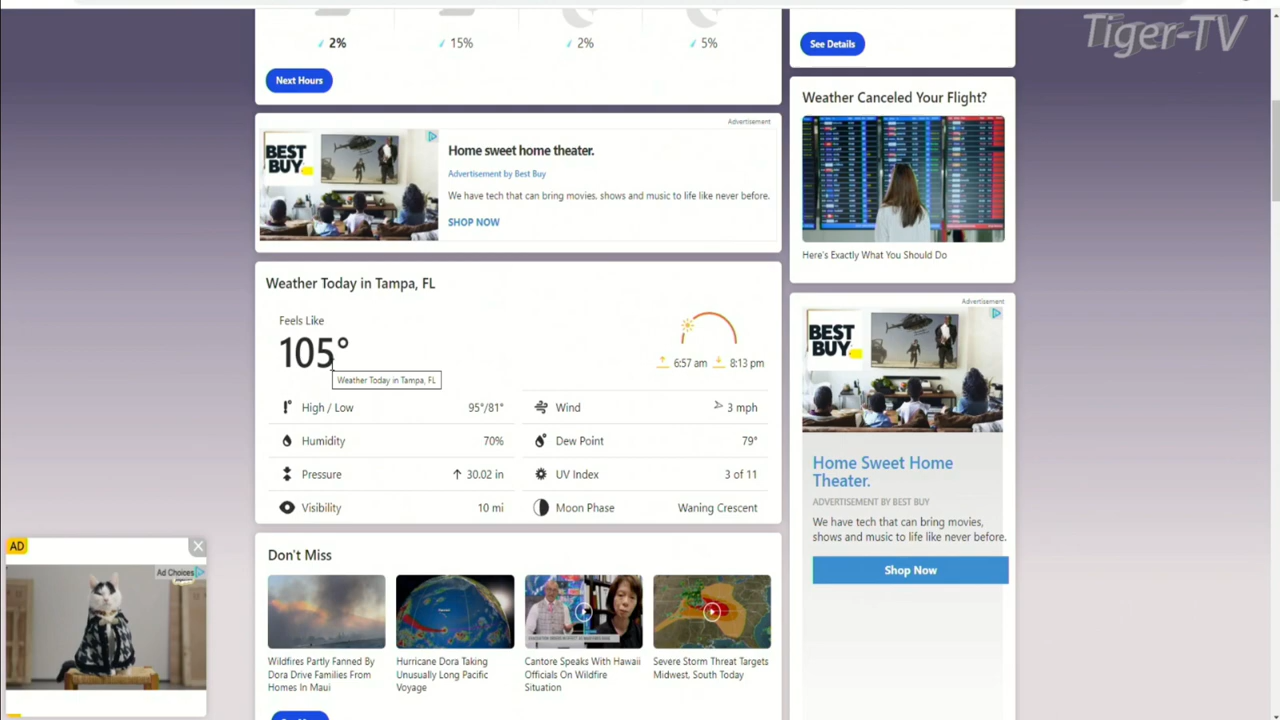 Tiger-TV
2%
15%
2%
5%
Next Hours
See Details
Weather Canceled Your Flight?
Here's Exactly What You Should Do
Advertisement
BEST
BUY
Home sweet home theater.
Advertisement by Best Buy
We have tech that can bring movies, shows and music to life like never before.
SHOP NOW
Weather Today in Tampa, FL
Feels Like
105°
Weather Today in Tampa, FL
6:57 am
8:13 pm
High / Low 95°/81°
Wind 3 mph
Humidity 70%
Dew Point 79°
Pressure ↑ 30.02 in
UV Index 3 of 11
Visibility 10 mi
Moon Phase Waning Crescent
Advertisement
BEST
BUY
Home Sweet Home
Theater.
ADVERTISEMENT BY BEST BUY
We have tech that can bring movies,
shows and music to life like never before.
Shop Now
AD
Ad Choices
Don't Miss
Wildfires Partly Fanned By
Dora Drive Families From
Homes In Maui
Hurricane Dora Taking
Unusually Long Pacific
Voyage
Cantore Speaks With Hawaii
Officials On Wildfire
Situation
Severe Storm Threat Targets
Midwest, South Today